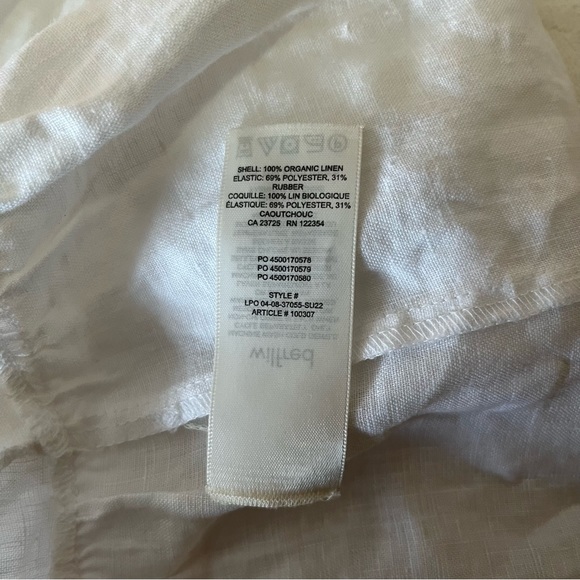 SHELL: 100% ORGANIC LINEN
ELASTIC: 69% POLYESTER, 31%
RUBBER
COQUILLE: 100% LIN BIOLOGIQUE
ÉLASTIQUE: 69% POLYESTER, 31%
CAOUTCHOUC
CA 23725 RN 122354
PO 4500170578
PO 4500170579
PO 4500170580
STYLE #
LPO 04-08-37055-SU22
ARTICLE # 100307
wilfred